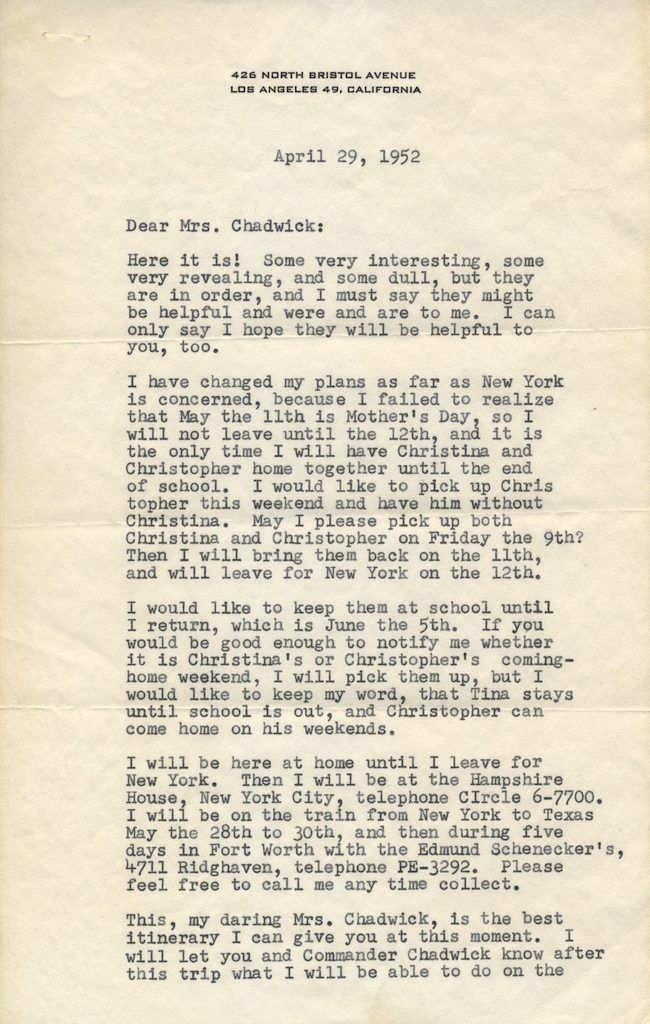 426 NORTH BRISTOL AVENUE
LOS ANGELES 49, CALIFORNIA
April 29, 1952
Dear Mrs. Chadwick:
Here it is! Some very interesting, some
very revealing, and some dull, but they
are in order, and I must say they might
be helpful and were and are to me. I can
only say I hope they will be helpful to
you, too.
I have changed my plans as far as New York
is concerned, because I failed to realize
that May the 11th is Mother's Day, so I
will not leave until the 12th, and it is
the only time I will have Christina and
Christopher home together until the end
of school. I would like to pick up Chris
topher this weekend and have him without
Christina. May I please pick up both
Christina and Christopher on Friday the 9th?
Then I will bring them back on the 11th,
and will leave for New York on the 12th.
I would like to keep them at school until
I return, which is June the 5th. If you
would be good enough to notify me whether
it is Christina's or Christopher's coming-
home weekend, I will pick them up, but I
would like to keep my word, that Tina stays
until school is out, and Christopher can
come home on his weekends.
I will be here at home until I leave for
New York. Then I will be at the Hampshire
House, New York City, telephone CIrcle 6-7700.
I will be on the train from New York to Texas
May the 28th to 30th, and then during five
days in Fort Worth with the Edmund Schenecker's,
4711 Ridghaven, telephone PE-3292. Please
feel free to call me any time collect.
This, my daring Mrs. Chadwick, is the best
itinerary I can give you at this moment. I
will let you and Commander Chadwick know after
this trip what I will be able to do on the